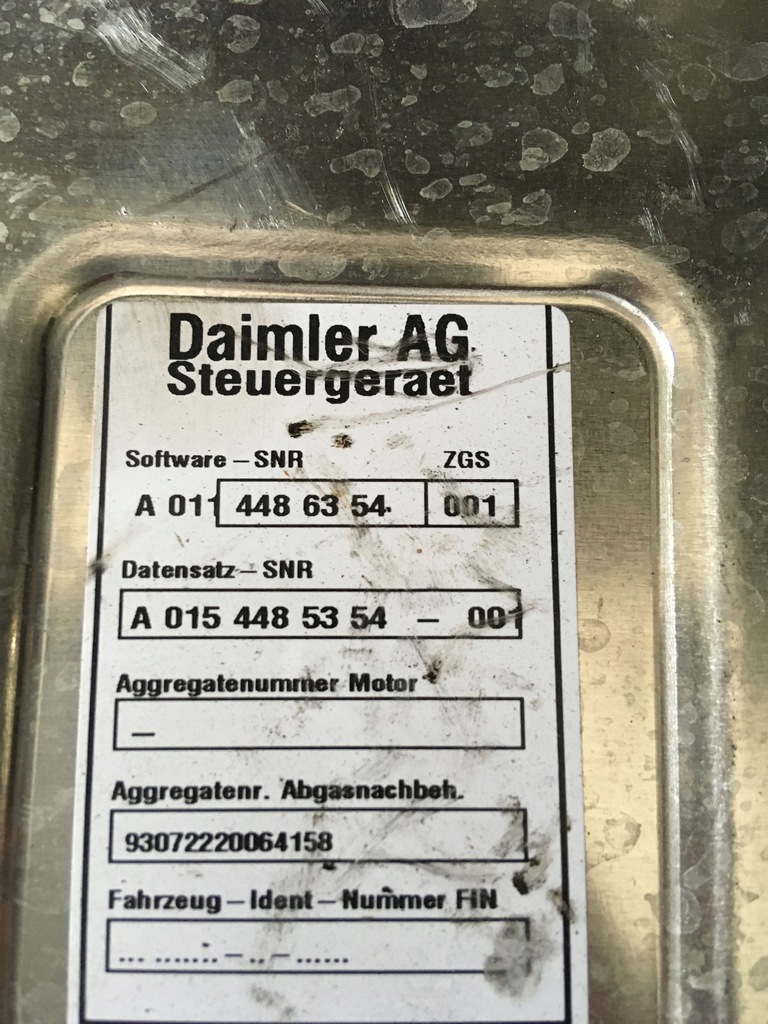 Daimler AG
Steuergeraet
Software – SNR ZGS
A 011 448 63 54 001
Datensatz – SNR
A 015 448 53 54 – 001
Aggregatenummer Motor
–
Aggregatenr. Abgasnachbeh.
93072220064158
Fahrzeug – Ident – Nummer FIN
... ....... – .. – ......